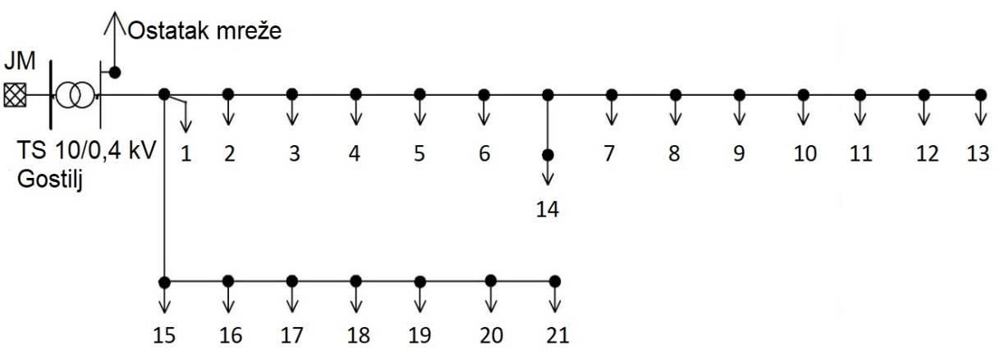 Ostatak mreže
JM
TS 10/0,4 kV
Gostilj
1 2 3 4 5 6 7 8 9 10 11 12 13
14
15 16 17 18 19 20 21